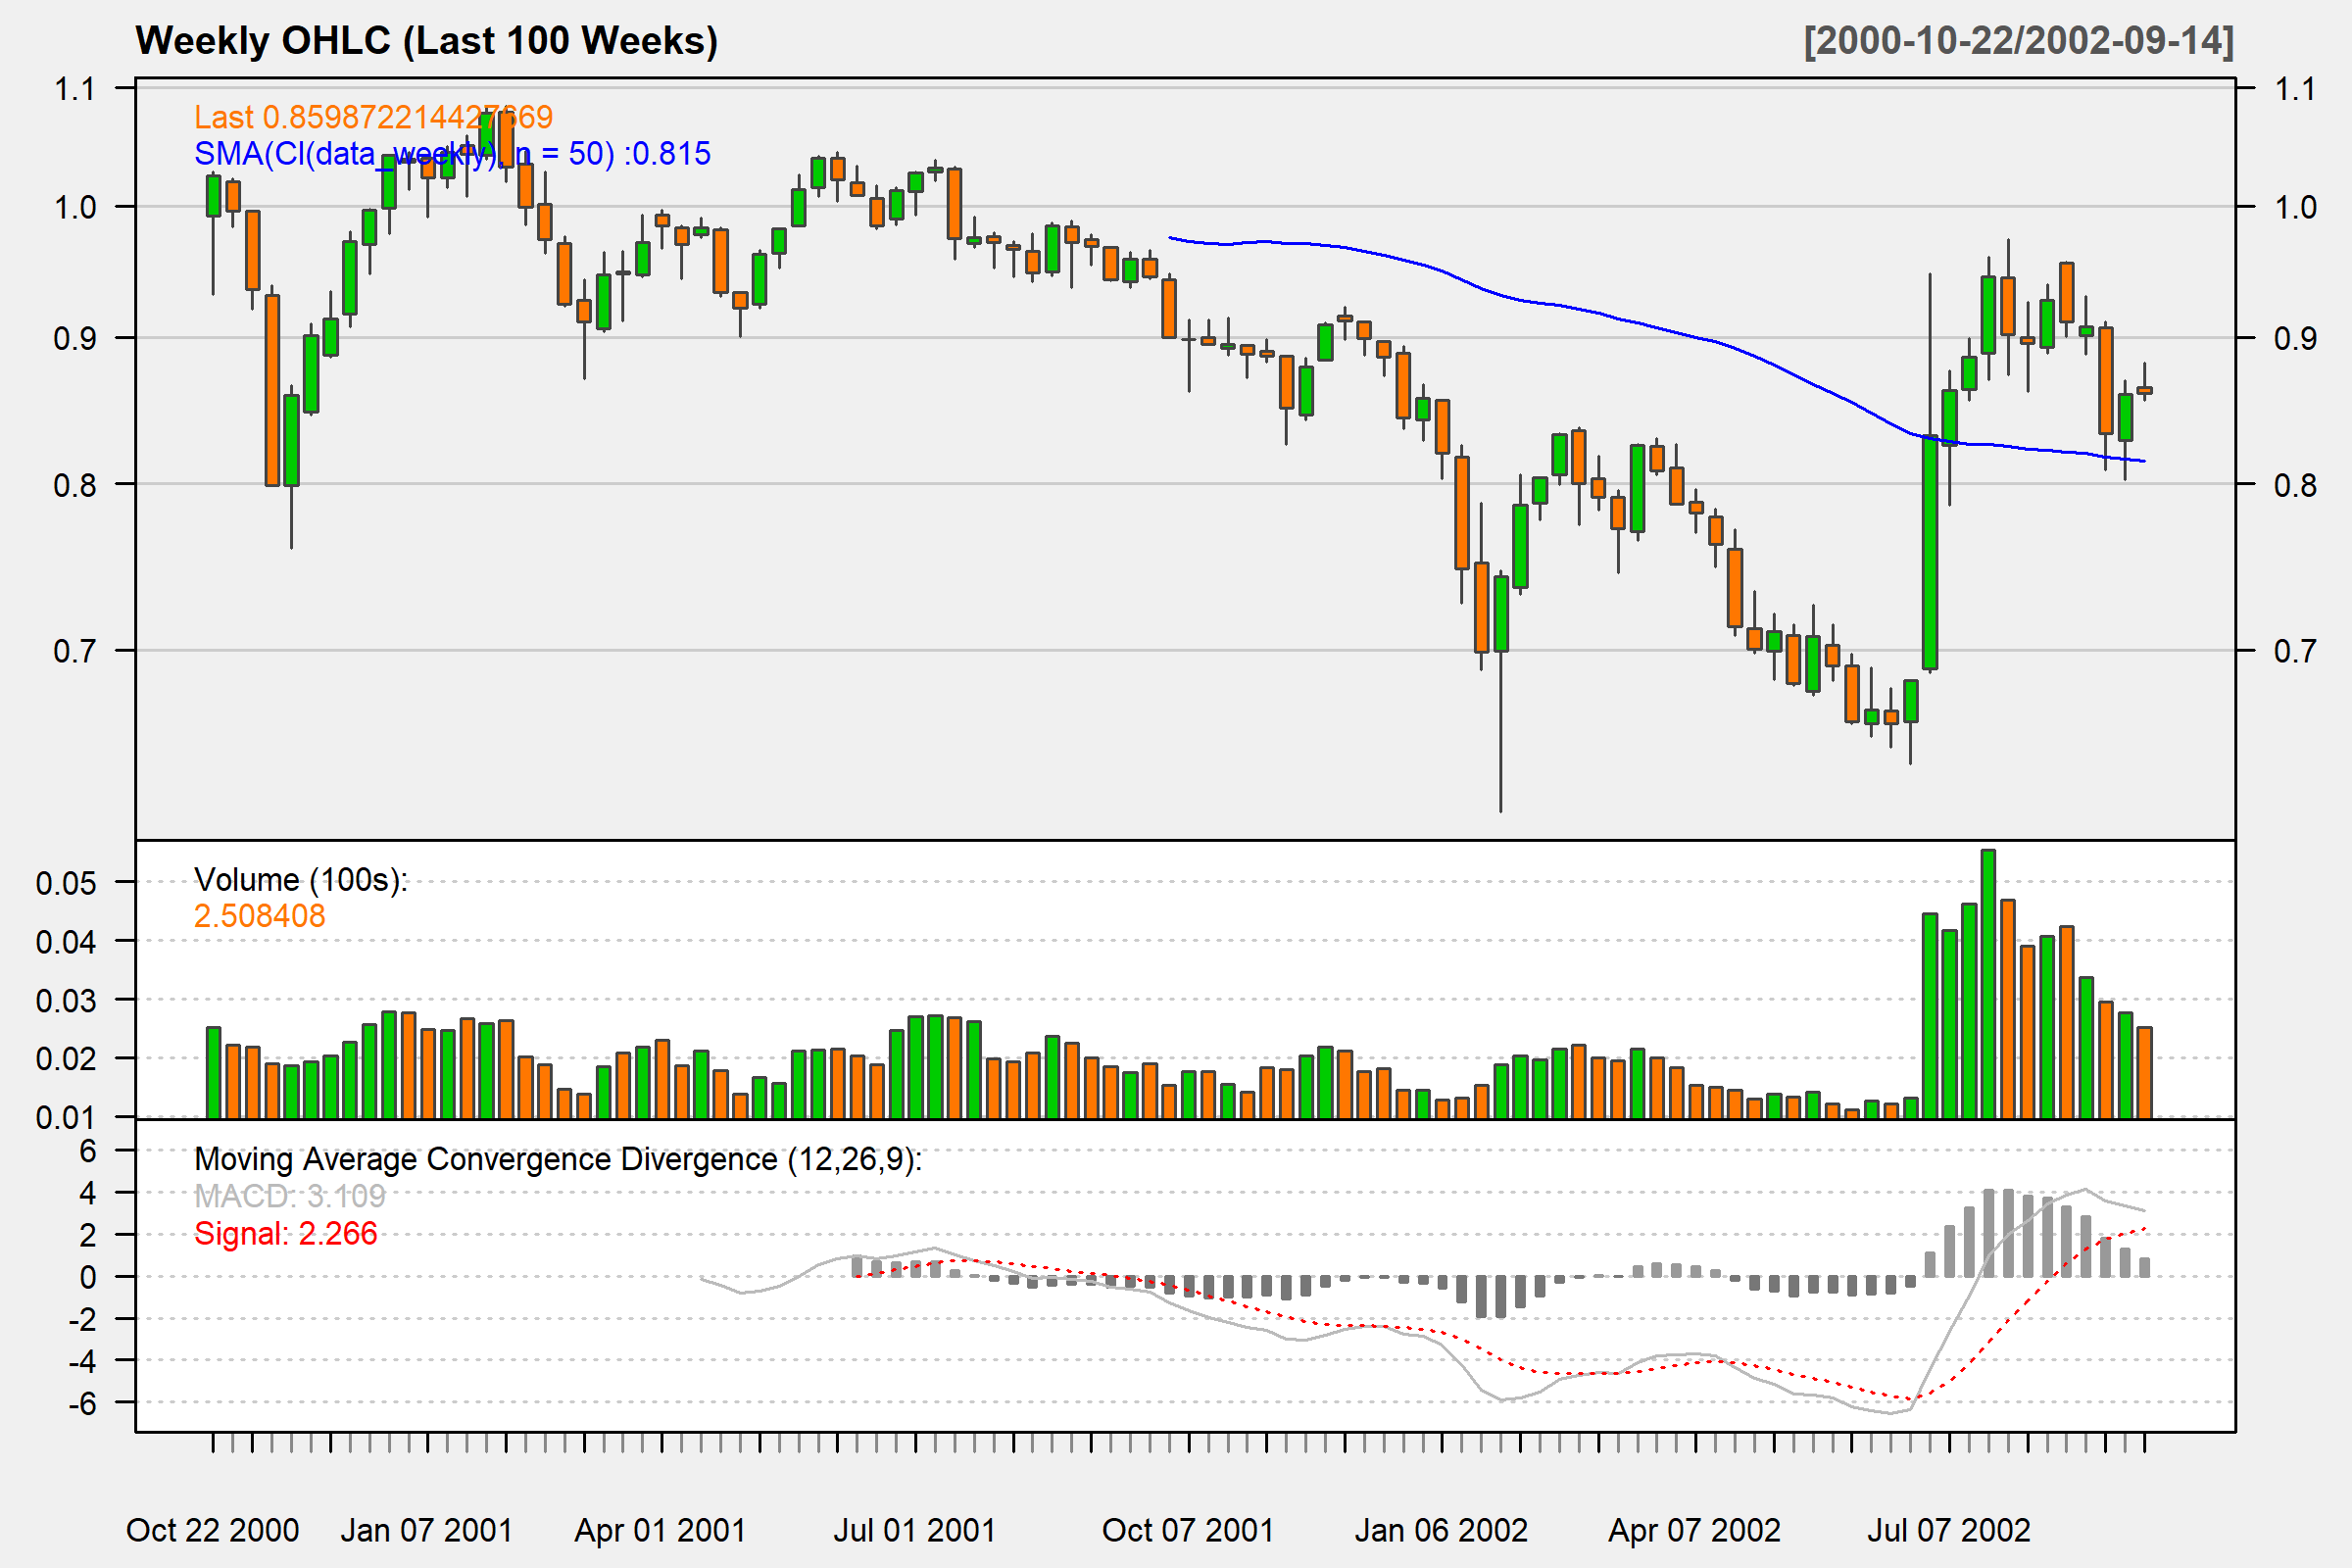 Weekly OHLC (Last 100 Weeks) [2000-10-22/2002-09-14]
Last 0.859872214427669
SMA(Cl(data_weekly), n = 50) :0.815
1.1 1.1
1.0 1.0
0.9 0.9
0.8 0.8
0.7 0.7
Volume (100s):
2.508408
0.05
0.04
0.03
0.02
0.01
Moving Average Convergence Divergence (12,26,9):
MACD: 3.109
Signal: 2.266
6
4
2
0
-2
-4
-6
Oct 22 2000 Jan 07 2001 Apr 01 2001 Jul 01 2001 Oct 07 2001 Jan 06 2002 Apr 07 2002 Jul 07 2002